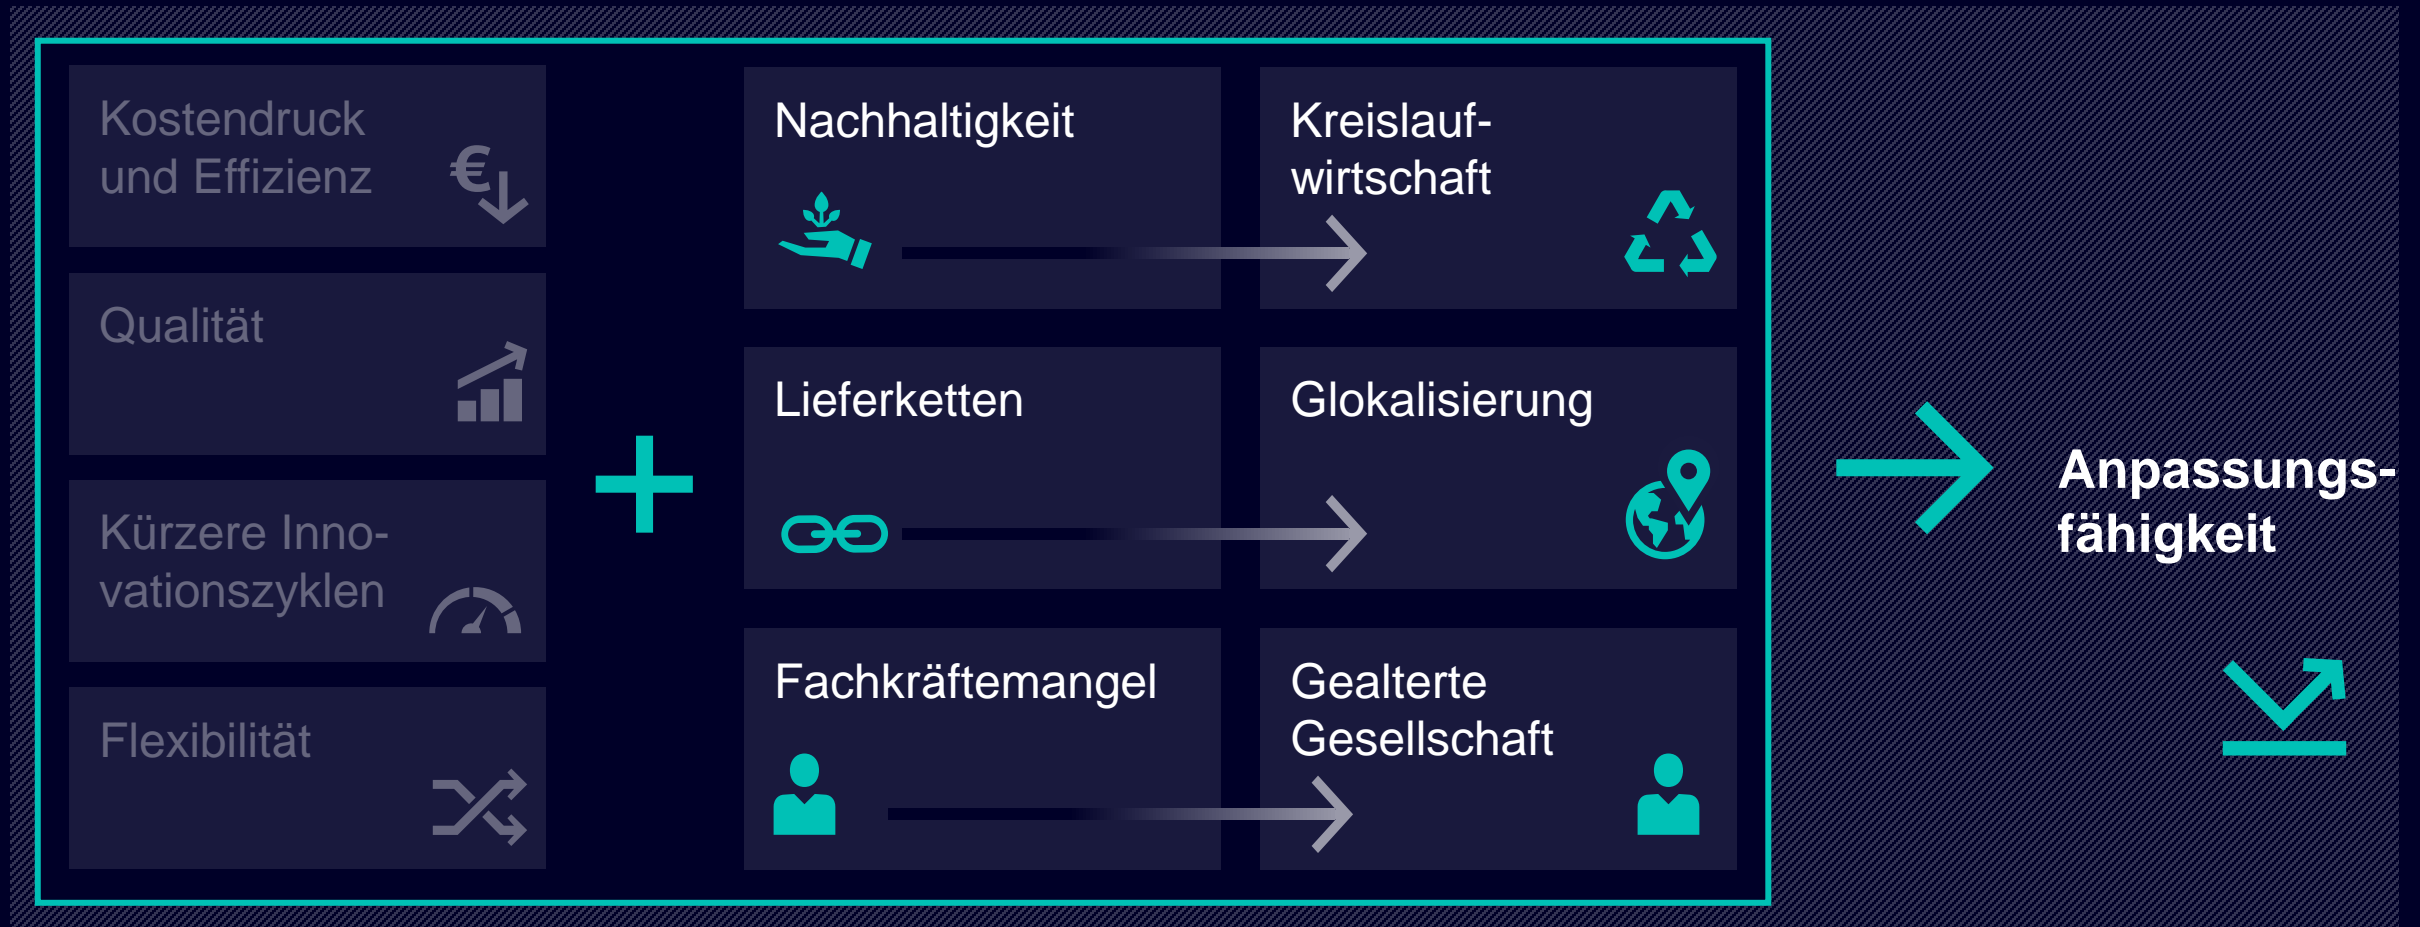 Kostendruck
und Effizienz
€
Qualität
Kürzere Inno-
vationszyklen
Flexibilität
Nachhaltigkeit
Kreislauf-
wirtschaft
Lieferketten
Glokalisierung
Fachkräftemangel
Gealterte
Gesellschaft
Anpassungs-
fähigkeit